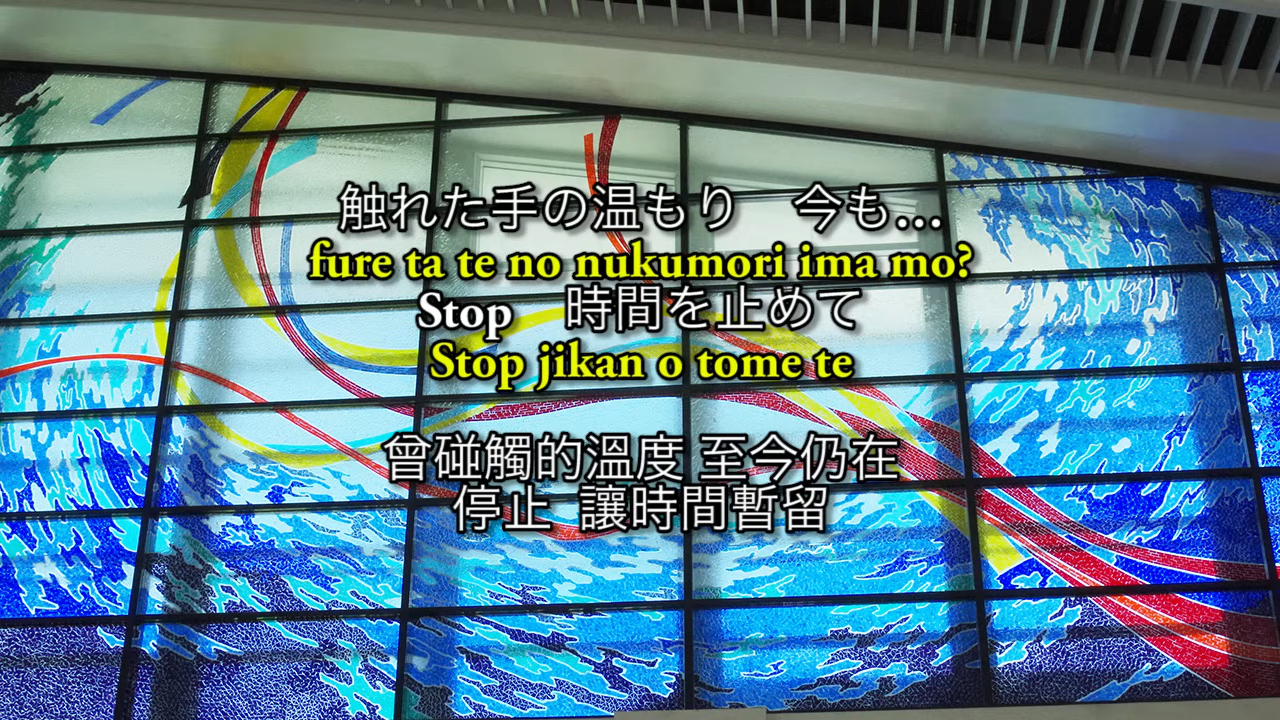 触れた手の温もり　今も...
fure ta te no nukumori ima mo?
Stop　時間を止めて
Stop jikan o tome te
曾碰觸的溫度 至今仍在
停止 讓時間暫留